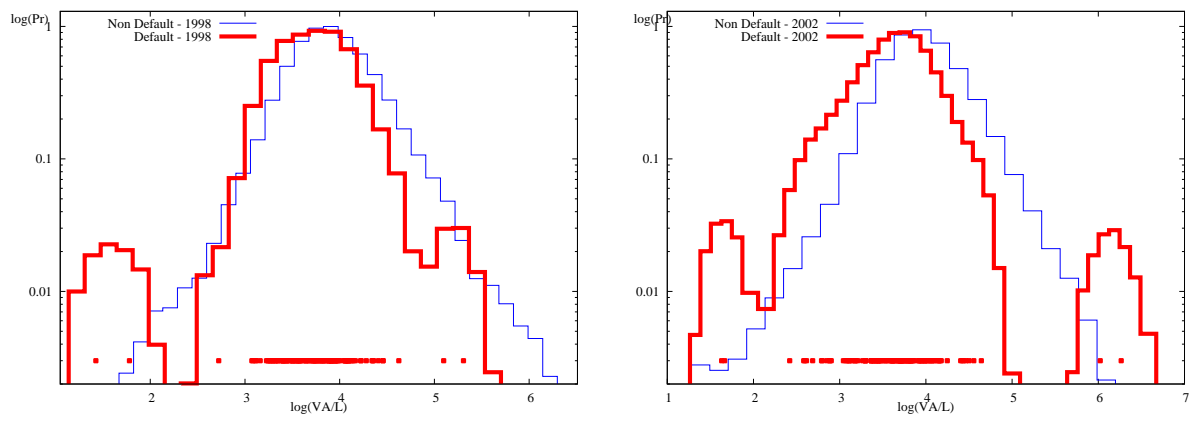 log(Pr)
Non Default - 1998
Default - 1998
1
0.1
0.01
2 3 4 5 6
log(VA/L)
log(Pr)
Non Default - 2002
Default - 2002
1
0.1
0.01
1 2 3 4 5 6 7
log(VA/L)